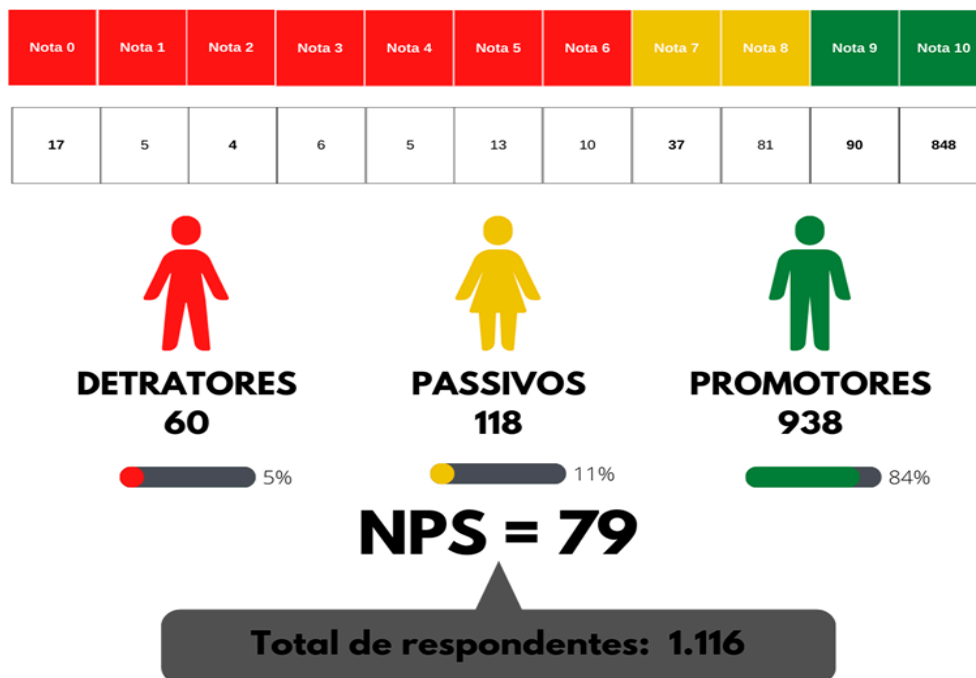 Nota 0 Nota 1 Nota 2 Nota 3 Nota 4 Nota 5 Nota 6 Nota 7 Nota 8 Nota 9 Nota 10
17 5 4 6 5 13 10 37 81 90 848
DETRATORES PASSIVOS PROMOTORES
60 118 938
5% 11% 84%
NPS = 79
Total de respondentes: 1.116